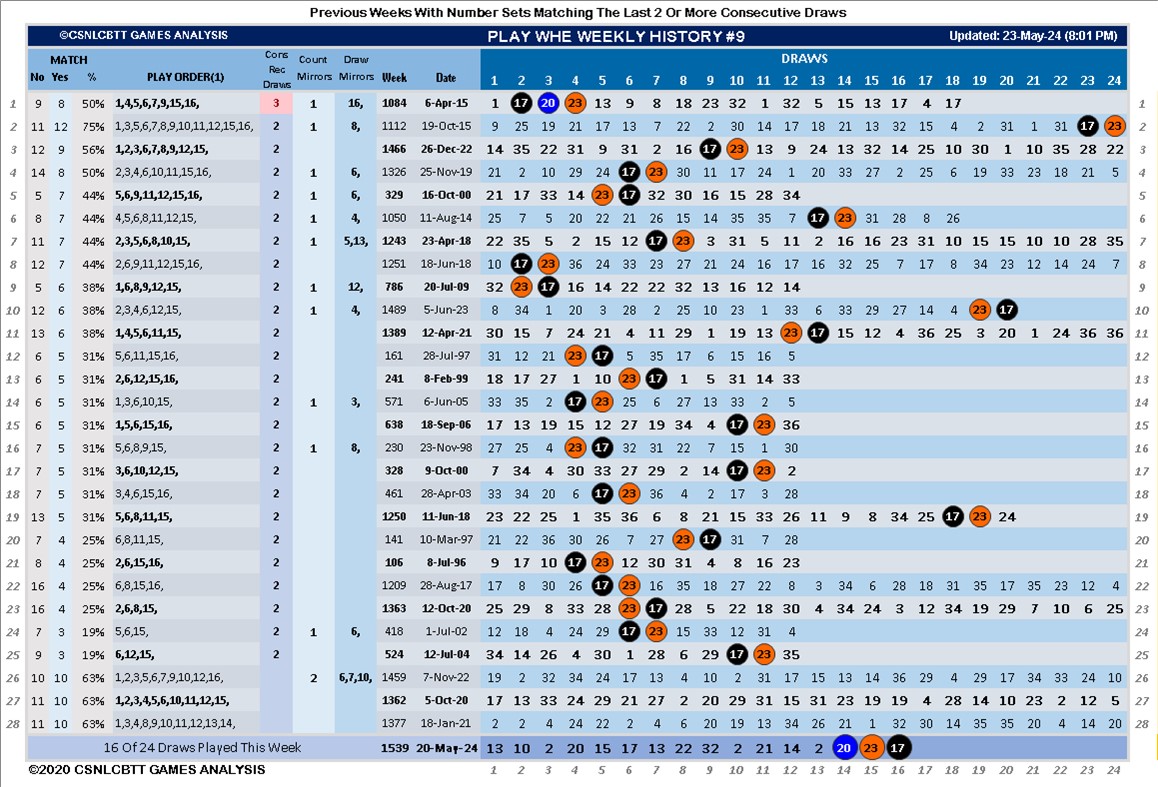 Previous Weeks With Number Sets Matching The Last 2 Or More Consecutive Draws
©CSNLCBTT GAMES ANALYSIS PLAY WHE WEEKLY HISTORY #9 Updated: 23-May-24 (8:01 PM)
MATCH Cons Rec Draws Count Mirrors Draw Mirrors DRAWS
No Yes % PLAY ORDER(1) Week Date 1 2 3 4 5 6 7 8 9 10 11 12 13 14 15 16 17 18 19 20 21 22 23 24
1 9 8 50% 1,4,5,6,7,9,15,16, 3 1 16, 1084 6-Apr-15 1 17 20 23 13 9 8 18 23 32 1 32 5 15 13 17 4 17 1
2 11 12 75% 1,3,5,6,7,8,9,10,11,12,15,16, 2 1 8, 1112 19-Oct-15 9 25 19 21 17 13 7 22 2 30 14 17 18 21 13 32 15 4 2 31 1 31 17 23 2
3 12 9 56% 1,2,3,6,7,8,9,12,15, 2 1466 26-Dec-22 14 35 22 31 9 31 2 16 17 23 13 9 24 13 32 14 25 10 30 1 10 35 28 22 3
4 14 8 50% 2,3,4,6,10,11,15,16, 2 1 6, 1326 25-Nov-19 21 2 10 29 24 17 23 30 11 17 24 1 20 33 27 2 25 6 19 33 23 18 21 5 4
5 11 7 44% 5,6,9,11,12,15,16, 2 1 6, 329 16-Oct-00 21 17 33 14 23 17 32 30 16 15 28 34 5
6 8 7 44% 4,5,6,8,11,12,15, 2 1 4, 1050 11-Aug-14 25 7 5 20 22 21 26 15 14 35 35 7 17 23 31 28 8 26 6
7 11 7 44% 2,3,5,6,8,10,15, 2 1 5,13, 1243 23-Apr-18 22 35 5 2 15 12 17 23 3 31 5 11 2 16 16 23 31 10 15 15 10 10 28 35 7
8 12 7 44% 2,6,9,11,12,15,16, 2 1251 18-Jun-18 10 17 23 36 24 33 23 27 21 24 16 17 16 32 25 7 17 8 34 23 12 14 24 7 8
9 5 6 38% 1,6,8,9,12,15, 2 1 12, 786 20-Jul-09 32 23 17 16 14 22 22 32 13 16 12 14 9
10 12 6 38% 2,3,4,6,12,15, 2 1 4, 1489 5-Jun-23 8 34 1 20 3 28 2 25 10 23 1 33 6 33 29 27 14 4 23 17 10
11 13 6 38% 1,4,5,6,11,15, 2 1389 12-Apr-21 30 15 7 24 21 4 11 29 1 19 13 23 17 15 12 4 36 25 3 20 1 24 36 36 11
12 6 5 31% 5,6,11,15,16, 2 161 28-Jul-97 31 12 21 23 17 5 35 17 6 15 16 5 12
13 6 5 31% 2,6,12,15,16, 2 241 8-Feb-99 18 17 27 1 10 23 17 1 5 31 14 33 13
14 6 5 31% 1,3,6,10,15, 2 1 3, 571 6-Jun-05 33 35 2 17 23 25 6 27 13 33 2 5 14
15 6 5 31% 1,5,6,15,16, 2 638 18-Sep-06 17 13 19 15 12 27 19 34 4 17 23 36 15
16 7 5 31% 5,6,8,9,15, 2 1 8, 230 23-Nov-98 27 25 4 23 17 32 31 22 7 15 1 30 16
17 7 5 31% 3,6,10,12,15, 2 328 9-Oct-00 7 34 4 30 33 27 29 2 14 17 23 2 17
18 7 5 31% 3,4,6,15,16, 2 461 28-Apr-03 33 34 20 6 17 23 36 4 2 17 3 28 18
19 13 5 31% 5,6,8,11,15, 2 1250 11-Jun-18 23 22 25 1 35 36 6 8 21 15 33 26 11 9 8 34 25 17 23 24 19
20 7 4 25% 6,8,11,15, 2 141 10-Mar-97 21 22 36 30 26 7 27 23 17 31 7 28 20
21 8 4 25% 2,6,15,16, 2 106 8-Jul-96 9 17 10 17 23 12 30 31 4 8 16 23 21
22 16 4 25% 6,8,15,16, 2 1209 28-Aug-17 17 8 30 26 17 23 16 35 18 27 22 8 3 34 6 28 18 31 35 17 35 23 12 4 22
23 16 4 25% 2,6,8,15, 2 1363 12-Oct-20 25 29 8 33 28 23 17 28 5 22 18 30 4 34 24 3 12 34 19 29 7 10 6 25 23
24 7 3 19% 5,6,15, 2 1 6, 418 1-Jul-02 12 18 4 24 29 17 23 15 33 12 31 4 24
25 9 3 19% 6,12,15, 2 524 12-Jul-04 34 14 26 4 30 1 28 6 29 17 23 35 25
26 10 10 63% 1,2,3,5,6,7,9,10,12,16, 2 6,7,10, 1459 7-Nov-22 19 2 32 34 24 17 13 4 10 2 31 17 15 13 14 36 29 4 29 17 34 33 24 10 26
27 11 10 63% 1,2,3,4,5,6,10,11,12,15, 1362 5-Oct-20 17 13 33 24 29 21 27 2 20 29 31 15 31 23 19 19 4 28 14 10 23 2 12 5 27
28 11 10 63% 1,3,4,8,9,10,11,12,13,14, 1377 18-Jan-21 2 2 4 24 22 2 4 6 20 19 13 34 26 21 1 32 30 14 35 35 20 4 14 20 28
16 Of 24 Draws Played This Week 1539 20-May-24 13 10 2 20 15 17 13 22 32 2 21 14 2 20 23 17
©2020 CSNLCBTT GAMES ANALYSIS 1 2 3 4 5 6 7 8 9 10 11 12 13 14 15 16 17 18 19 20 21 22 23 24